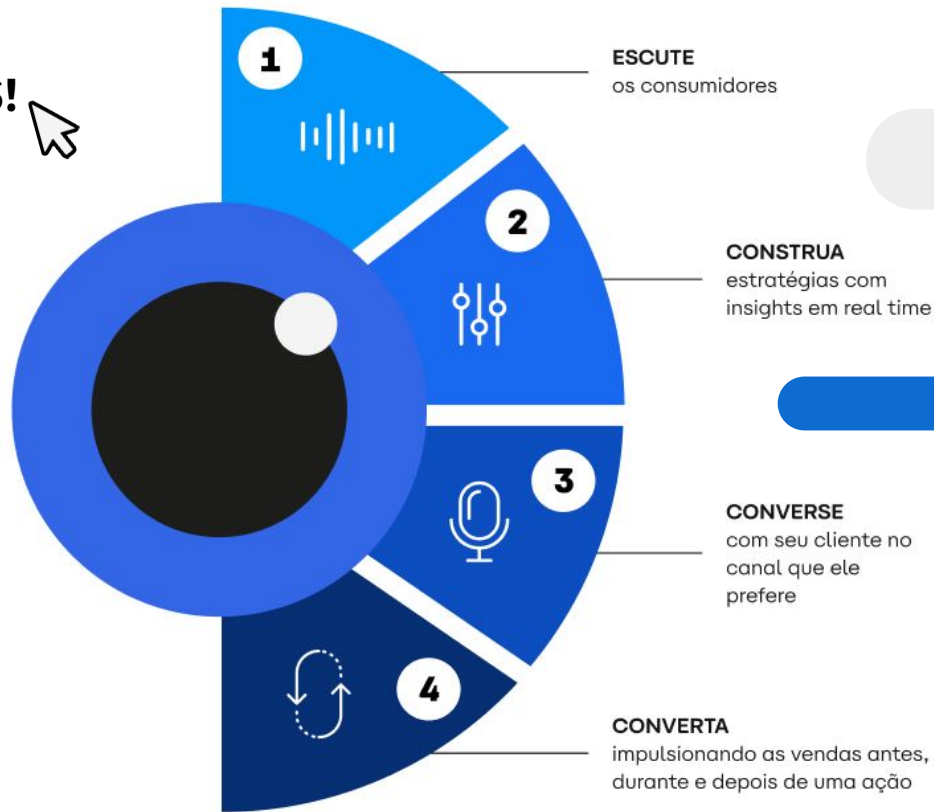 S!
1
ESCUTE
os consumidores
2
CONSTRUA
estratégias com
insights em real time
3
CONVERSE
com seu cliente no
canal que ele
prefere
4
CONVERTA
impulsionando as vendas antes,
durante e depois de uma ação